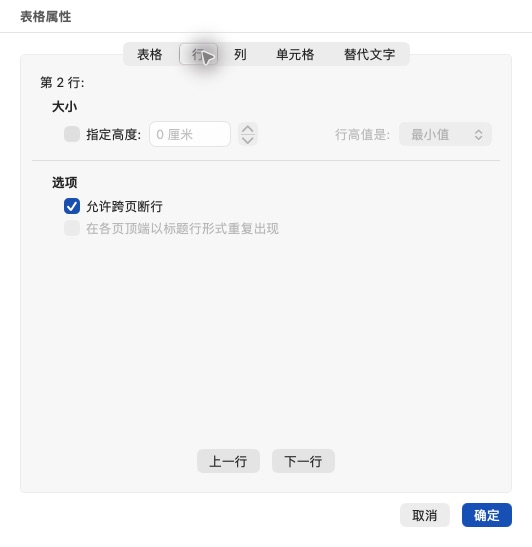 表格属性
表格 行 列 单元格 替代文字
第 2 行:
大小
指定高度: 0 厘米 行高值是: 最小值
选项
允许跨页断行
在各页顶端以标题行形式重复出现
上一行 下一行
取消 确定